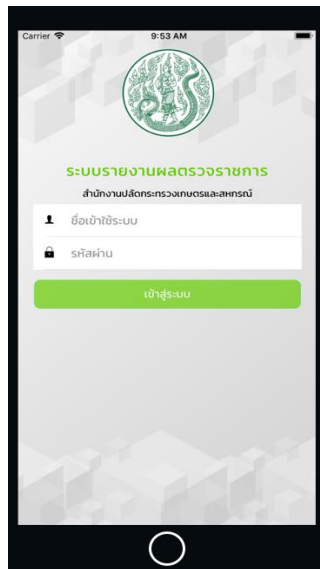 Carrier 9:53 AM
ระบบรายงานผลตรวจราชการ
สำนักงานปลัดกระทรวงเกษตรและสหกรณ์
ชื่อเข้าใช้ระบบ
รหัสผ่าน
เข้าสู่ระบบ